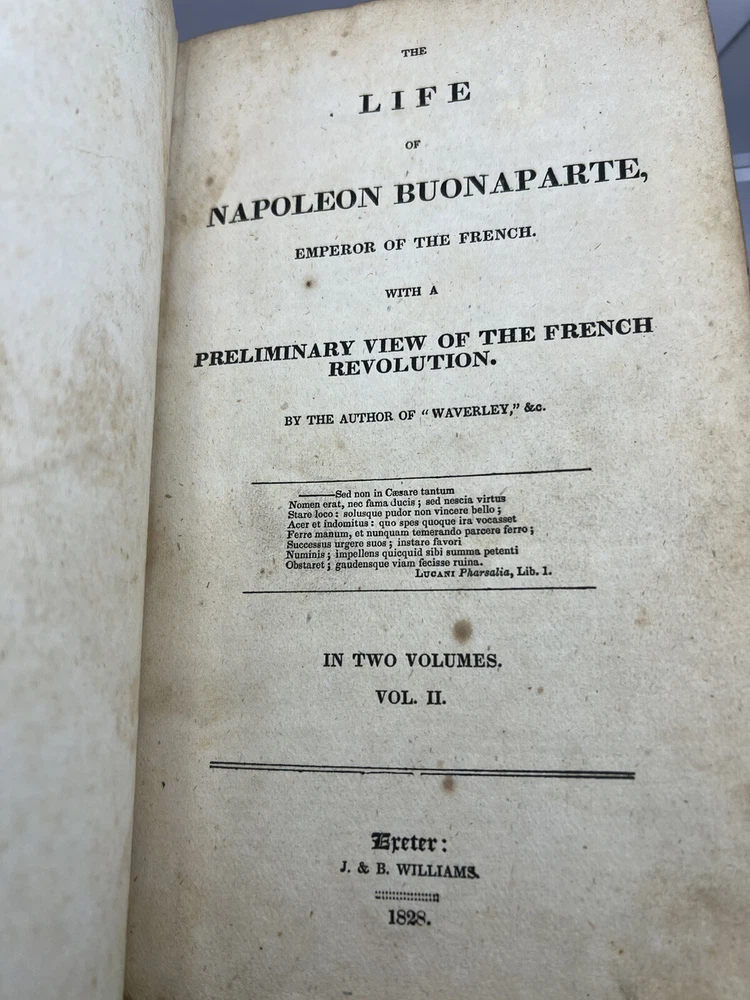 THE
LIFE
OF
NAPOLEON BUONAPARTE,
EMPEROR OF THE FRENCH.
WITH A
PRELIMINARY VIEW OF THE FRENCH
REVOLUTION.
BY THE AUTHOR OF “WAVERLEY,” &c.
———Sed non in Cæsare tantum
Nomen erat, nec fama ducis; sed nescia virtus
Stare loco: solusque pudor non vincere bello;
Acer et indomitus: quo spes quoque ira vocasset
Ferre manum, et nunquam temerando parcere ferro;
Successus urgere suos; instare favori
Numinis; impellens quicquid sibi summa petenti
Obstaret; gaudensque viam fecisse ruina.
LUCANI Pharsalia, Lib. 1.
IN TWO VOLUMES.
VOL. II.
Exeter:
J. & B. WILLIAMS.
1828.